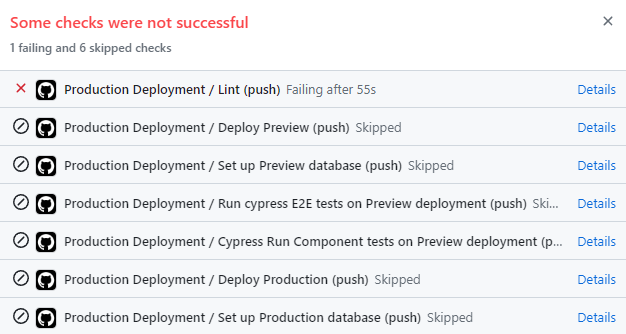 Some checks were not successful
1 failing and 6 skipped checks
Production Deployment / Lint (push) Failing after 55s Details
Production Deployment / Deploy Preview (push) Skipped Details
Production Deployment / Set up Preview database (push) Skipped Details
Production Deployment / Run cypress E2E tests on Preview deployment (push) Ski... Details
Production Deployment / Cypress Run Component tests on Preview deployment (p... Details
Production Deployment / Deploy Production (push) Skipped Details
Production Deployment / Set up Production database (push) Skipped Details